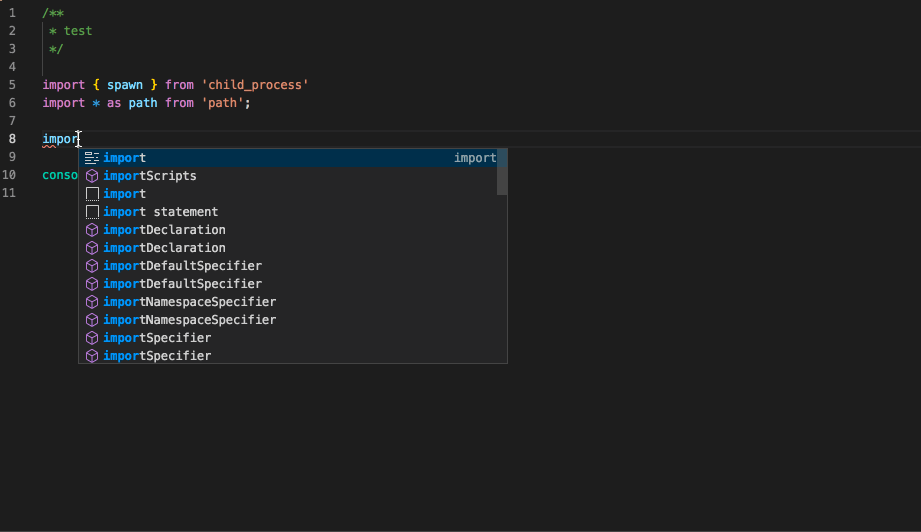 1 /**
2 * test
3 */
4
5 import { spawn } from 'child_process'
6 import * as path from 'path';
7
8 impor
9 import import
importScripts
10 conso
import
11 import statement
importDeclaration
importDeclaration
importDefaultSpecifier
importDefaultSpecifier
importNamespaceSpecifier
importNamespaceSpecifier
importSpecifier
importSpecifier